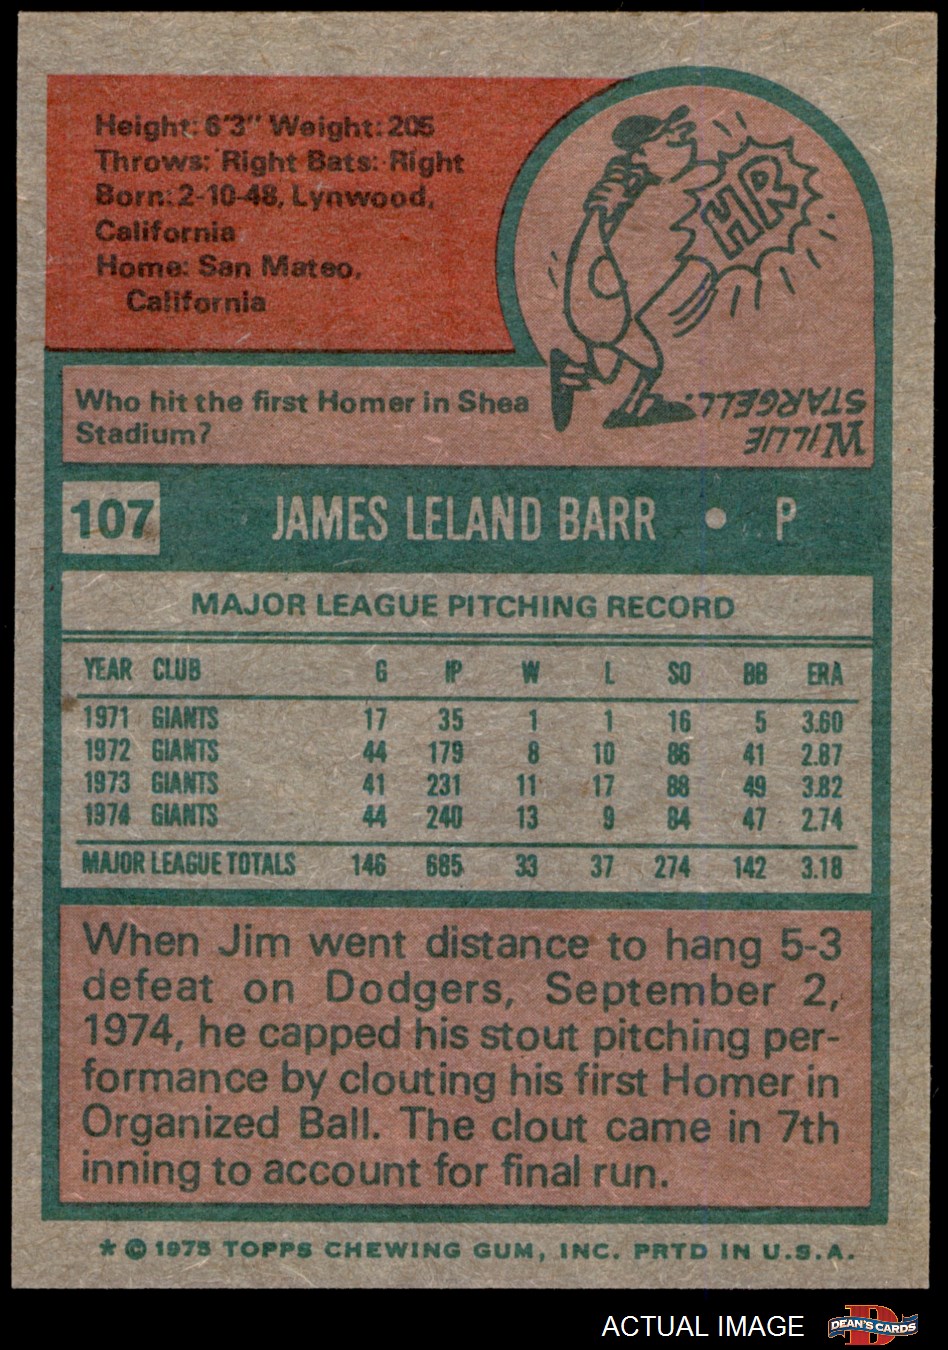 Height: 6'3" Weight: 205
Throws: Right Bats: Right
Born: 2-10-48, Lynwood,
California
Home: San Mateo,
California
HR
Who hit the first Homer in Shea
Stadium?
WILLIE
STARGELL.
107 JAMES LELAND BARR • P
MAJOR LEAGUE PITCHING RECORD
YEAR CLUB G IP W L SO BB ERA
1971 GIANTS 17 35 1 1 16 5 3.60
1972 GIANTS 44 179 8 10 86 41 2.87
1973 GIANTS 41 231 11 17 88 49 3.82
1974 GIANTS 44 240 13 9 84 47 2.74
MAJOR LEAGUE TOTALS 146 685 33 37 274 142 3.18
When Jim went distance to hang 5-3
defeat on Dodgers, September 2,
1974, he capped his stout pitching per-
formance by clouting his first Homer in
Organized Ball. The clout came in 7th
inning to account for final run.
* © 1975 TOPPS CHEWING GUM, INC. PRTD IN U.S.A.
ACTUAL IMAGE DEAN'S CARDS